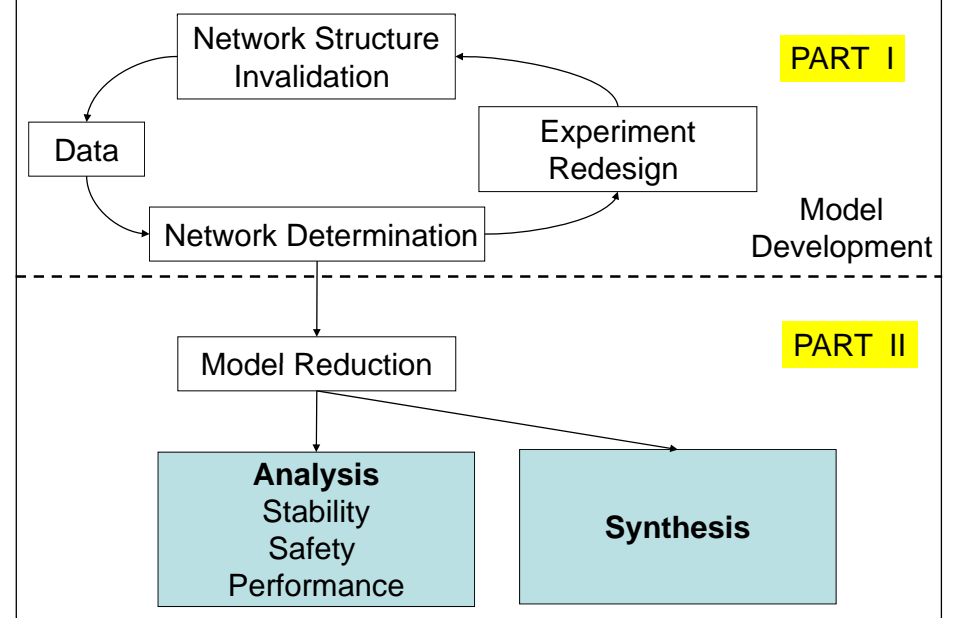 Network Structure
Invalidation
PART I
Data
Experiment
Redesign
Network Determination
Model
Development
PART II
Model Reduction
Analysis
Stability
Safety
Performance
Synthesis